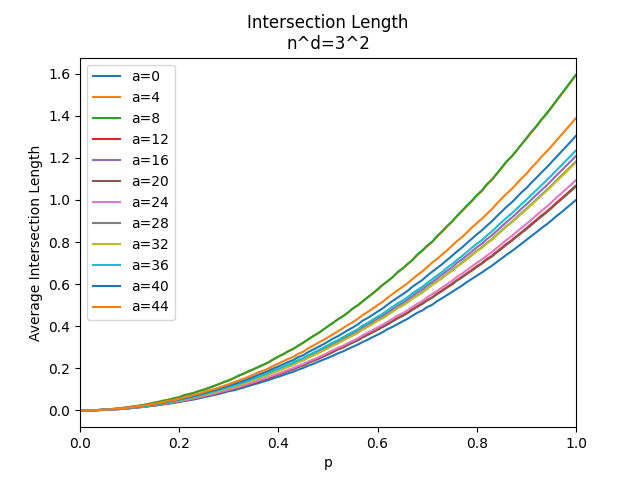 Intersection Length
n^d=3^2
Average Intersection Length
1.6
1.4
1.2
1.0
0.8
0.6
0.4
0.2
0.0
a=0
a=4
a=8
a=12
a=16
a=20
a=24
a=28
a=32
a=36
a=40
a=44
0.0 0.2 0.4 0.6 0.8 1.0
p